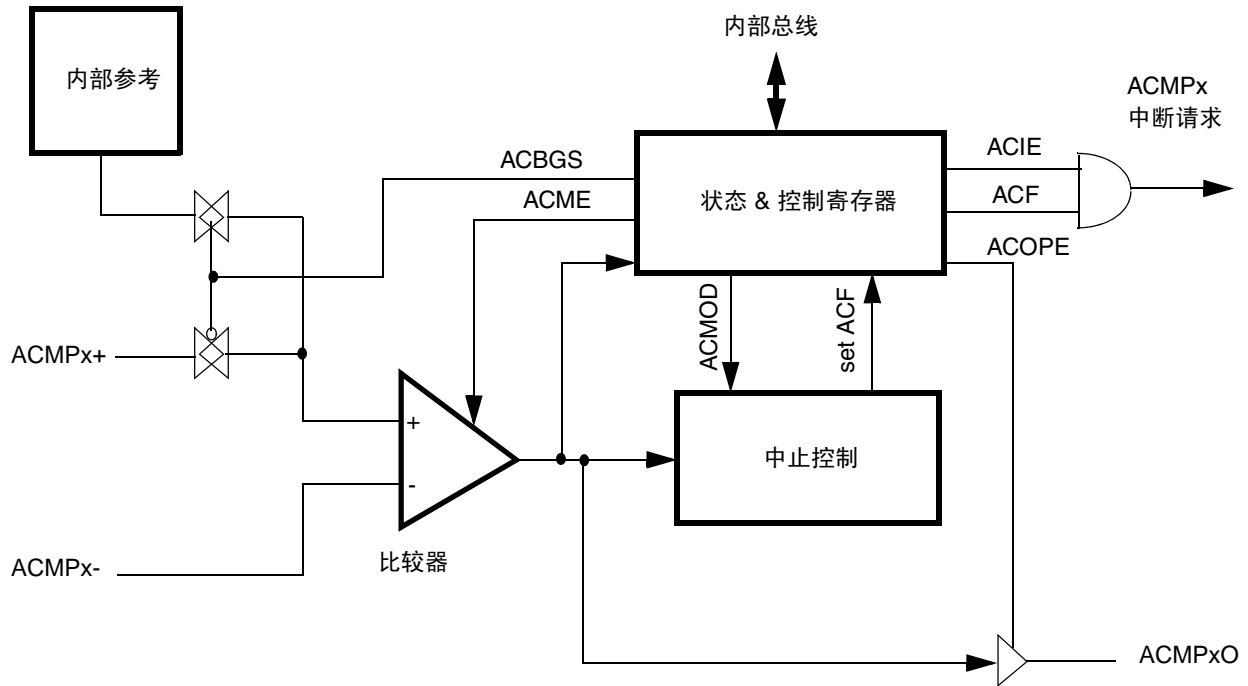 内部总线
内部参考
ACMPx
中断请求
ACBGS
ACME
状态 & 控制寄存器
ACIE
ACF
ACOPE
ACMOD
set ACF
ACMPx+
+
-
中止控制
比较器
ACMPx-
ACMPxO